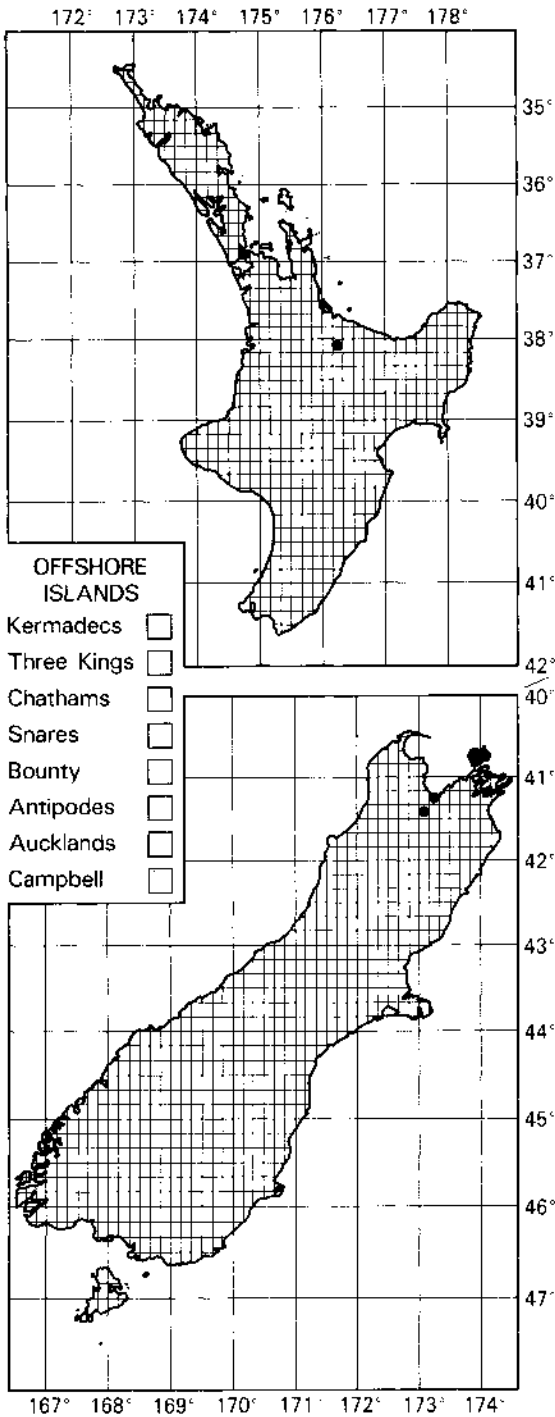 172° 173° 174° 175° 176° 177° 178°
35°
36°
37°
38°
39°
40°
41°
42°
OFFSHORE
ISLANDS
Kermadecs
Three Kings
Chathams
Snares
Bounty
Antipodes
Aucklands
Campbell
40°
41°
42°
43°
44°
45°
46°
47°
167° 168° 169° 170° 171° 172° 173° 174°